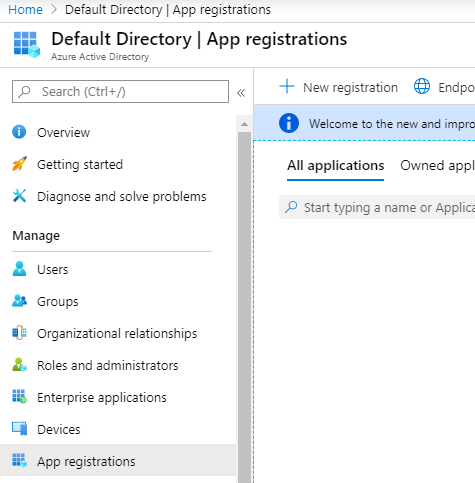 Home > Default Directory | App registrations
Default Directory | App registrations
Azure Active Directory
Search (Ctrl+/)
«
Overview
Getting started
Diagnose and solve problems
Manage
Users
Groups
Organizational relationships
Roles and administrators
Enterprise applications
Devices
App registrations
+ New registration Endpo
Welcome to the new and impro
All applications Owned appl
Start typing a name or Applica